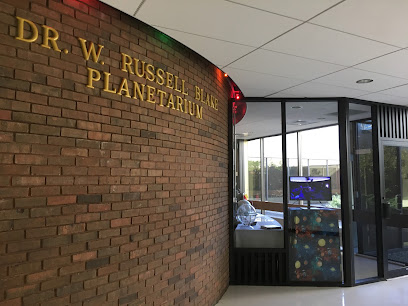 DR. W. RUSSELL BLAKE
PLANETARIUM